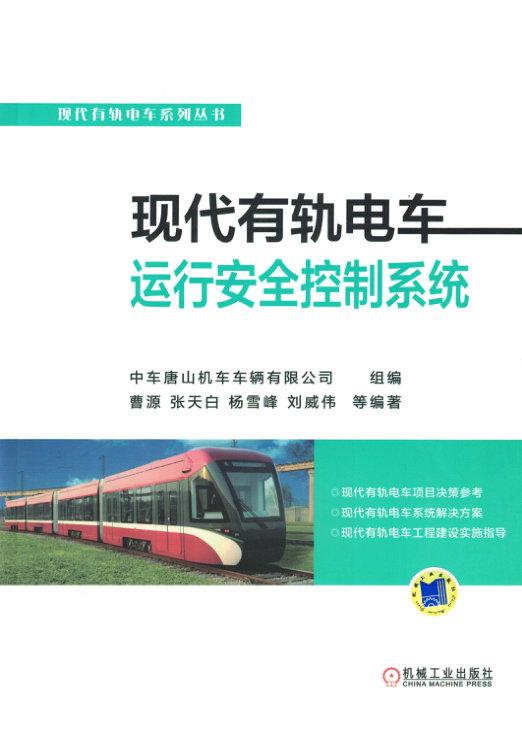 现代有轨电车系列丛书
现代有轨电车
运行安全控制系统
中车唐山机车车辆有限公司 组编
曹源 张天白 杨雪峰 刘威伟 等编著
◎现代有轨电车项目决策参考
◎现代有轨电车系统解决方案
◎现代有轨电车工程建设实施指导
机械工业出版社
CHINA MACHINE PRESS